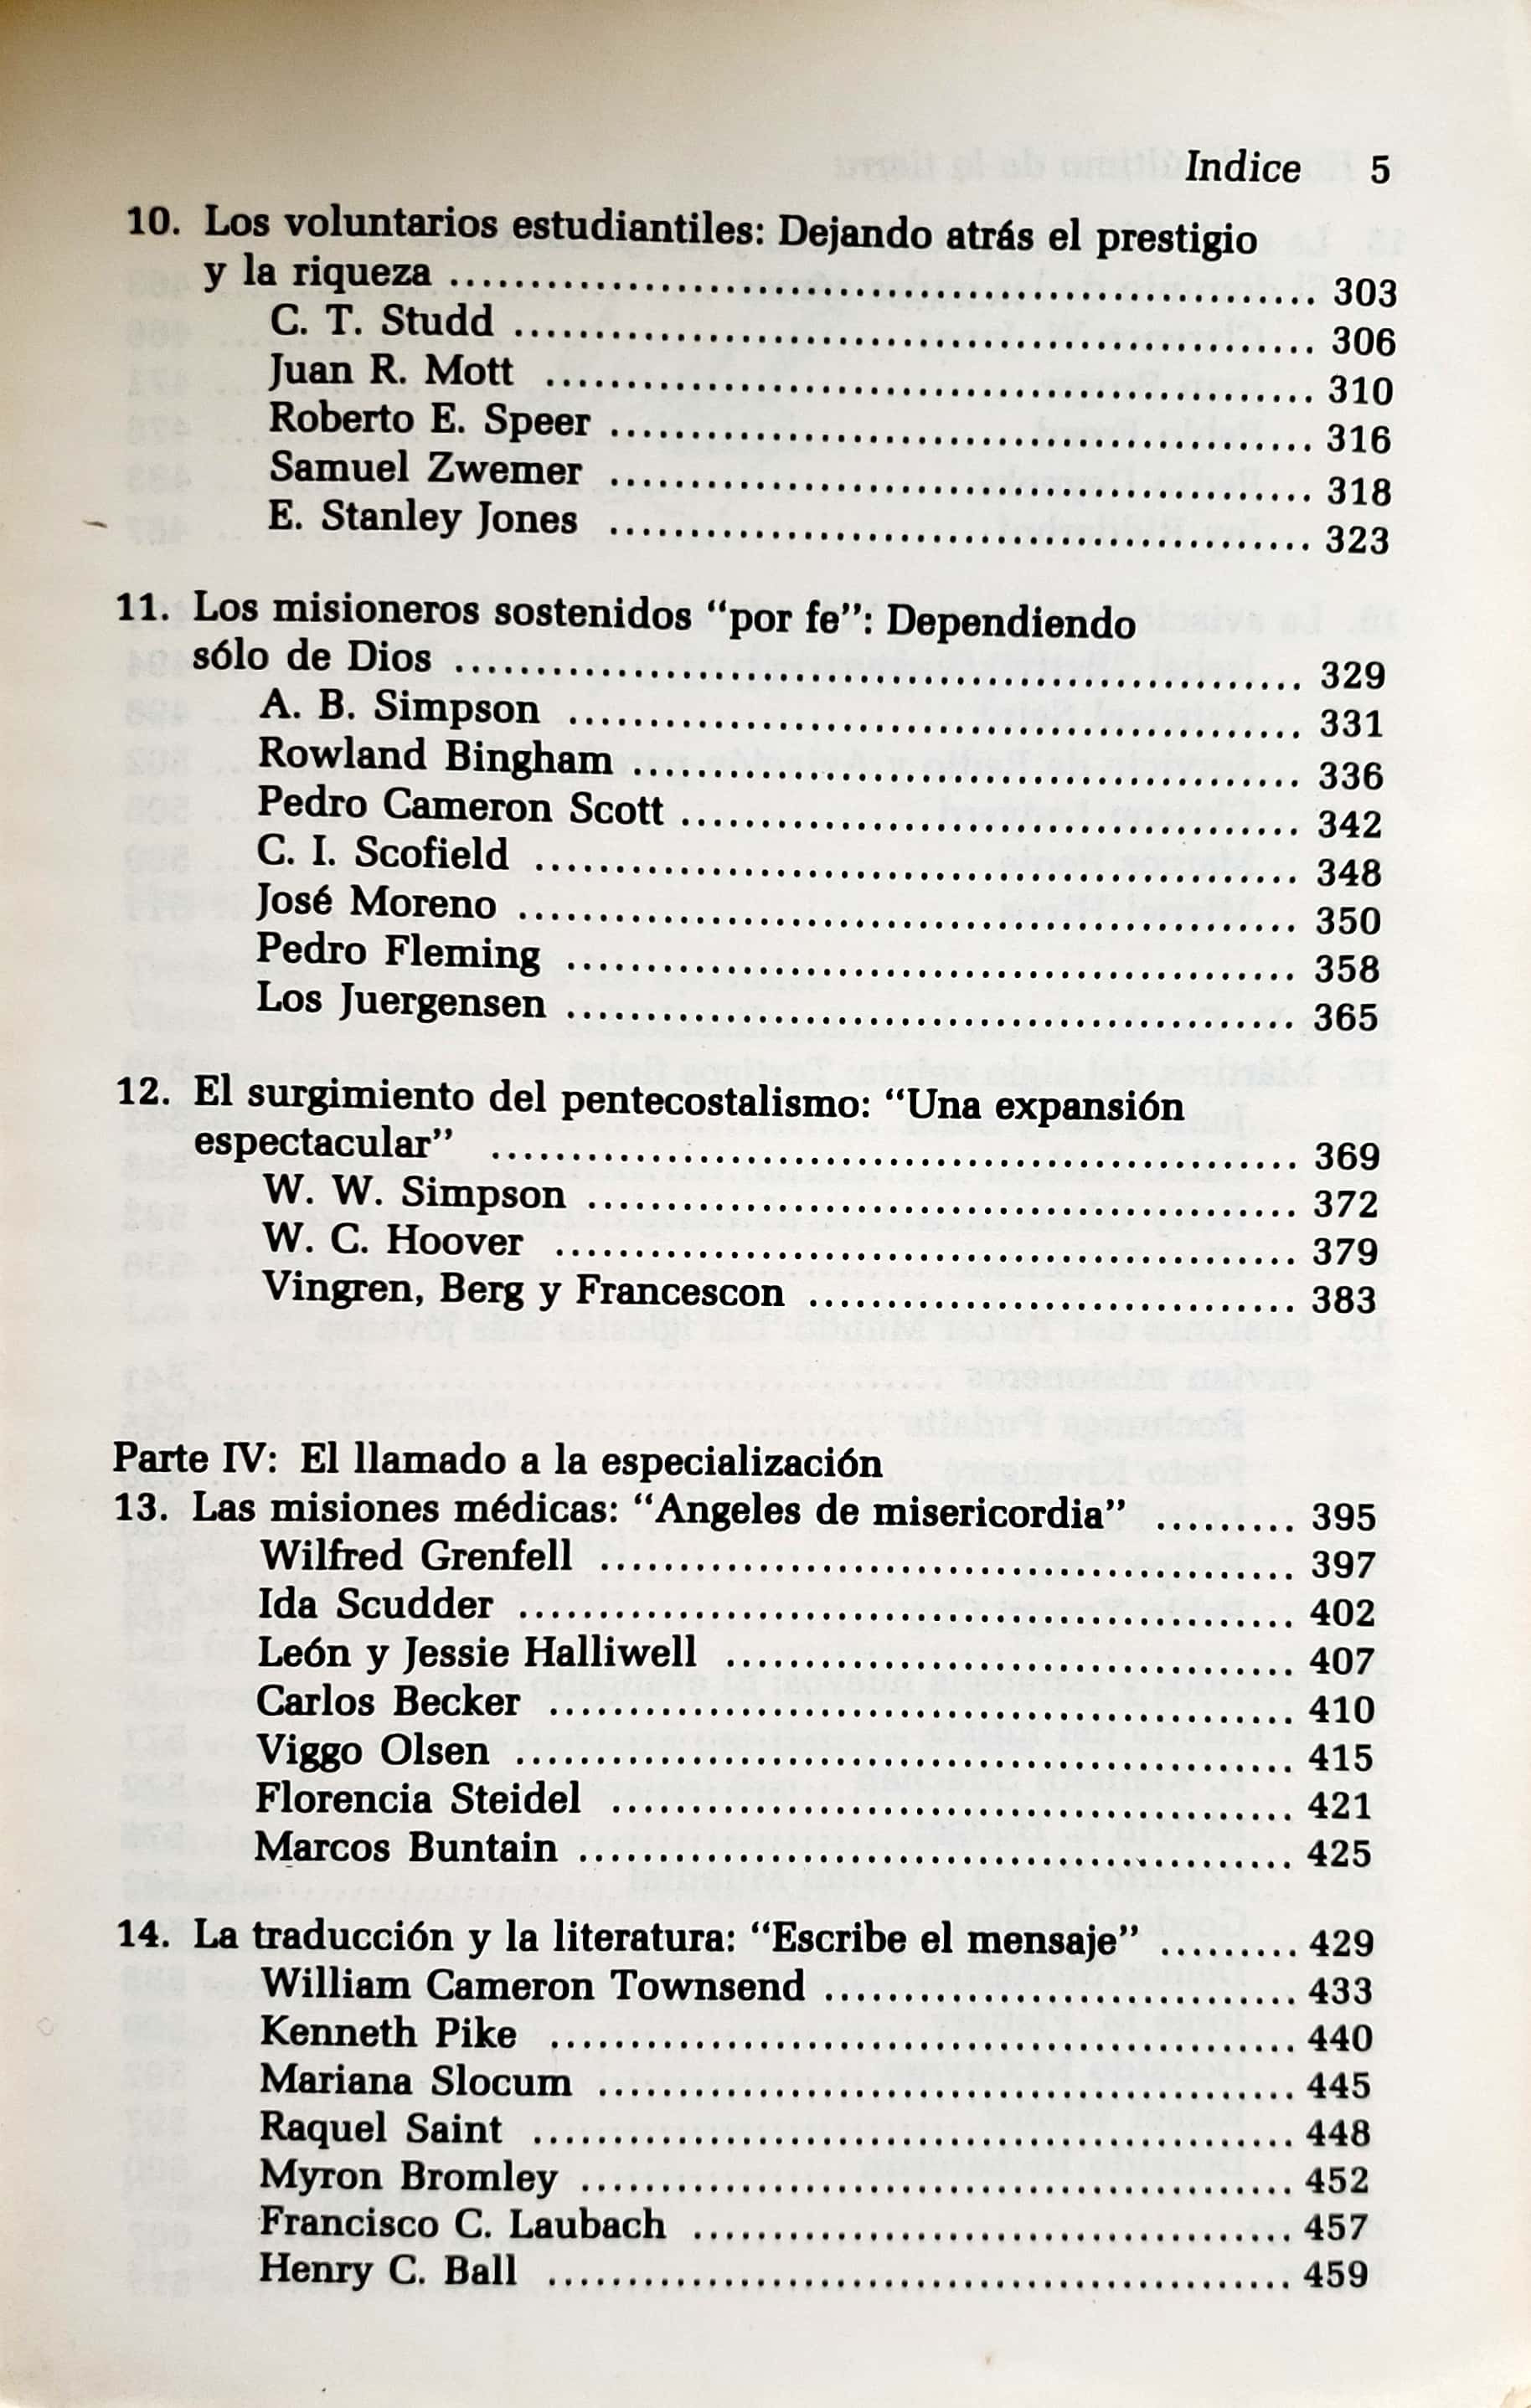 Indice 5
10. Los voluntarios estudiantiles: Dejando atrás el prestigio
y la riqueza ........ 303
C. T. Studd ........ 306
Juan R. Mott ........ 310
Roberto E. Speer ........ 316
Samuel Zwemer ........ 318
E. Stanley Jones ........ 323
11. Los misioneros sostenidos “por fe”: Dependiendo
sólo de Dios ........ 329
A. B. Simpson ........ 331
Rowland Bingham ........ 336
Pedro Cameron Scott ........ 342
C. I. Scofield ........ 348
José Moreno ........ 350
Pedro Fleming ........ 358
Los Juergensen ........ 365
12. El surgimiento del pentecostalismo: “Una expansión
espectacular” ........ 369
W. W. Simpson ........ 372
W. C. Hoover ........ 379
Vingren, Berg y Francescon ........ 383
Parte IV: El llamado a la especialización
13. Las misiones médicas: “Angeles de misericordia” ......... 395
Wilfred Grenfell ........ 397
Ida Scudder ........ 402
León y Jessie Halliwell ........ 407
Carlos Becker ........ 410
Viggo Olsen ........ 415
Florencia Steidel ........ 421
Marcos Buntain ........ 425
14. La traducción y la literatura: “Escribe el mensaje” ......... 429
William Cameron Townsend ........ 433
Kenneth Pike ........ 440
Mariana Slocum ........ 445
Raquel Saint ........ 448
Myron Bromley ........ 452
Francisco C. Laubach ........ 457
Henry C. Ball ........ 459